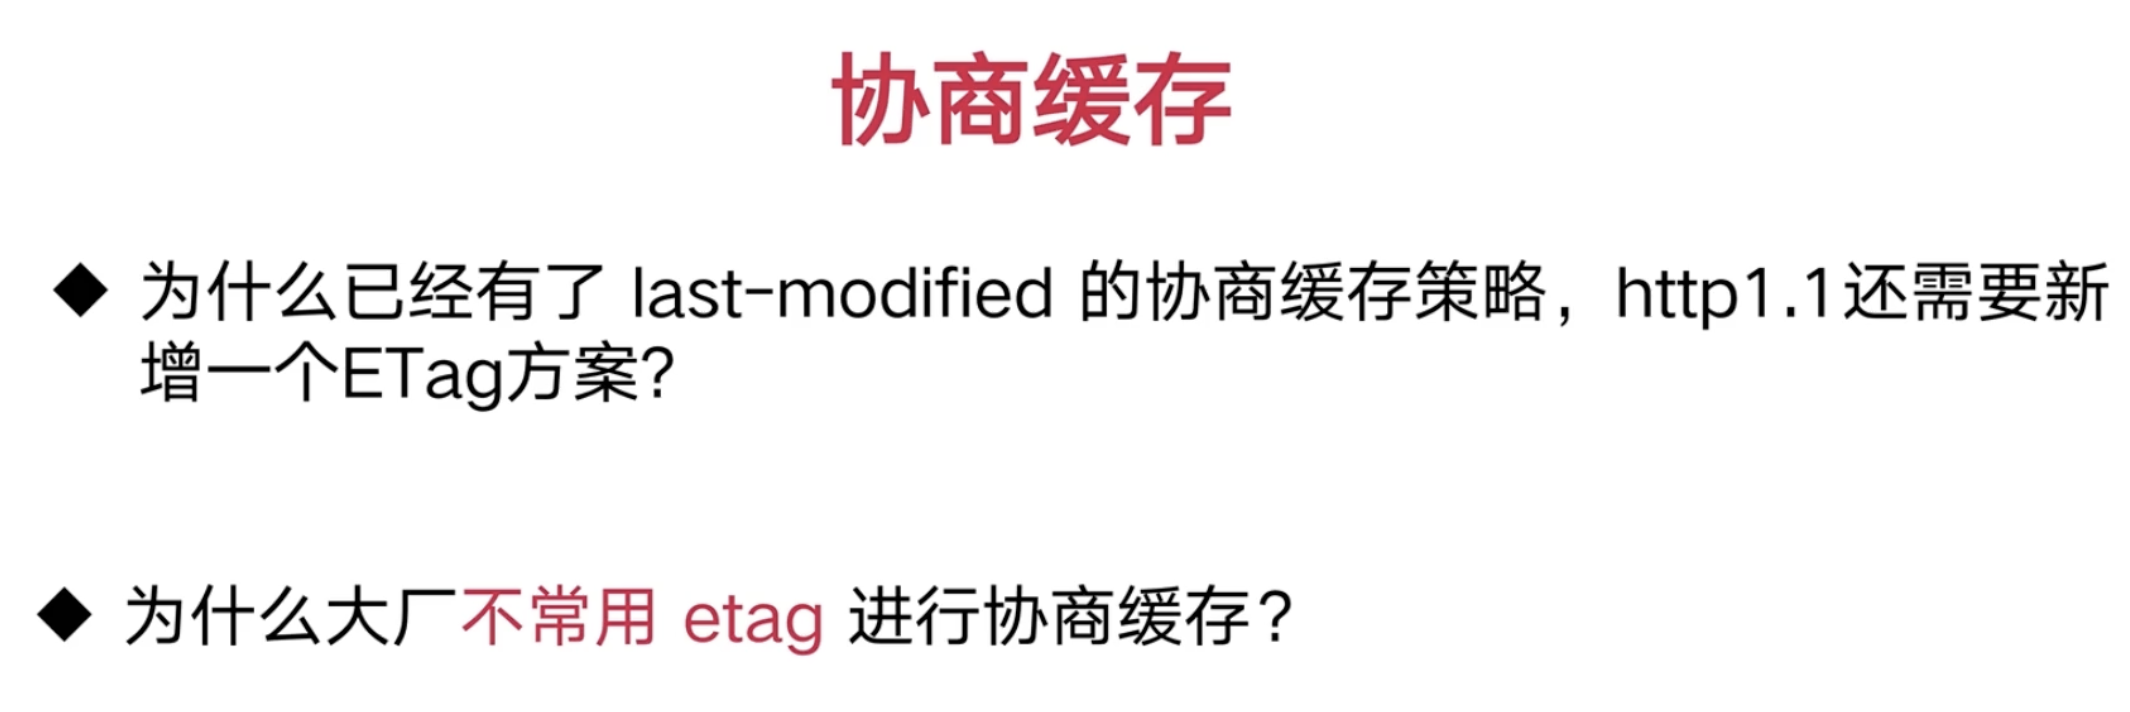 协商缓存
◆ 为什么已经有了 last-modified 的协商缓存策略，http1.1还需要新
增一个ETag方案?
◆ 为什么大厂不常用 etag 进行协商缓存?